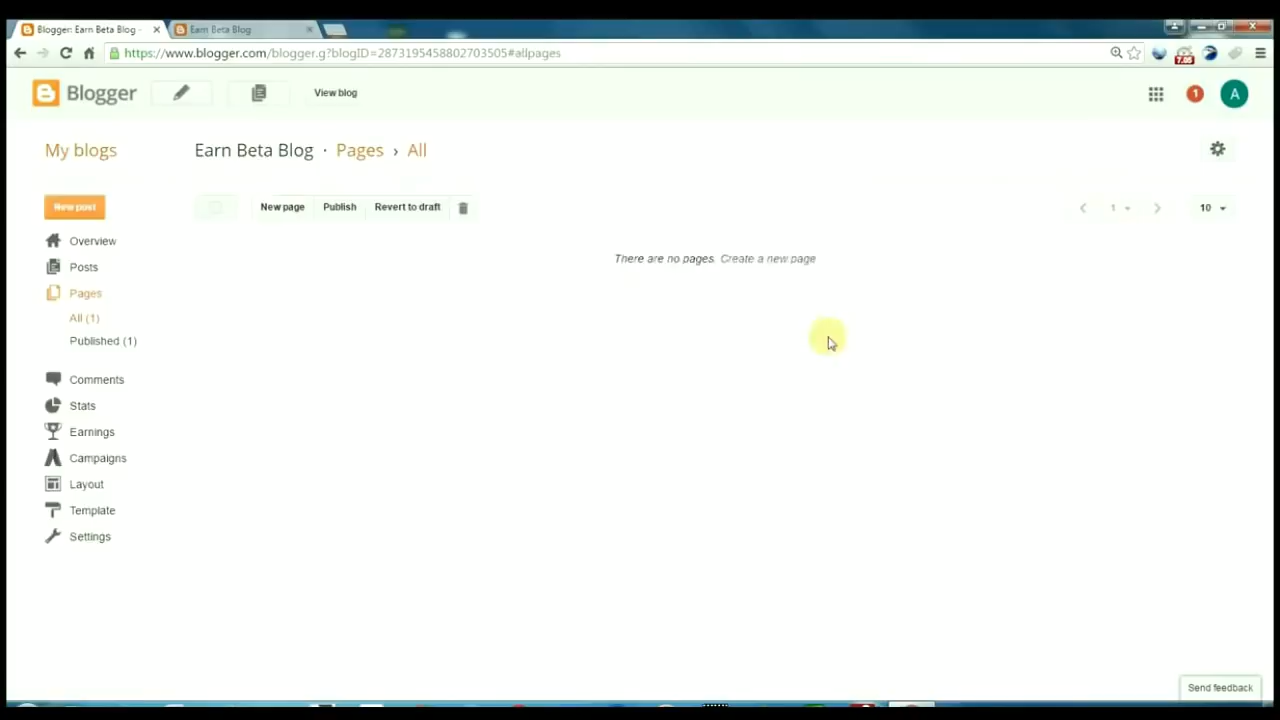 Blogger: Earn Beta Blog -
Earn Beta Blog
https://www.blogger.com/blogger.g?blogID=2873195458802703505#allpages
7.05
Blogger
View blog
1
A
My blogs
Earn Beta Blog · Pages › All
New post
New page
Publish
Revert to draft
1
10
Overview
There are no pages. Create a new page
Posts
Pages
All (1)
Published (1)
Comments
Stats
Earnings
Campaigns
Layout
Template
Settings
Send feedback